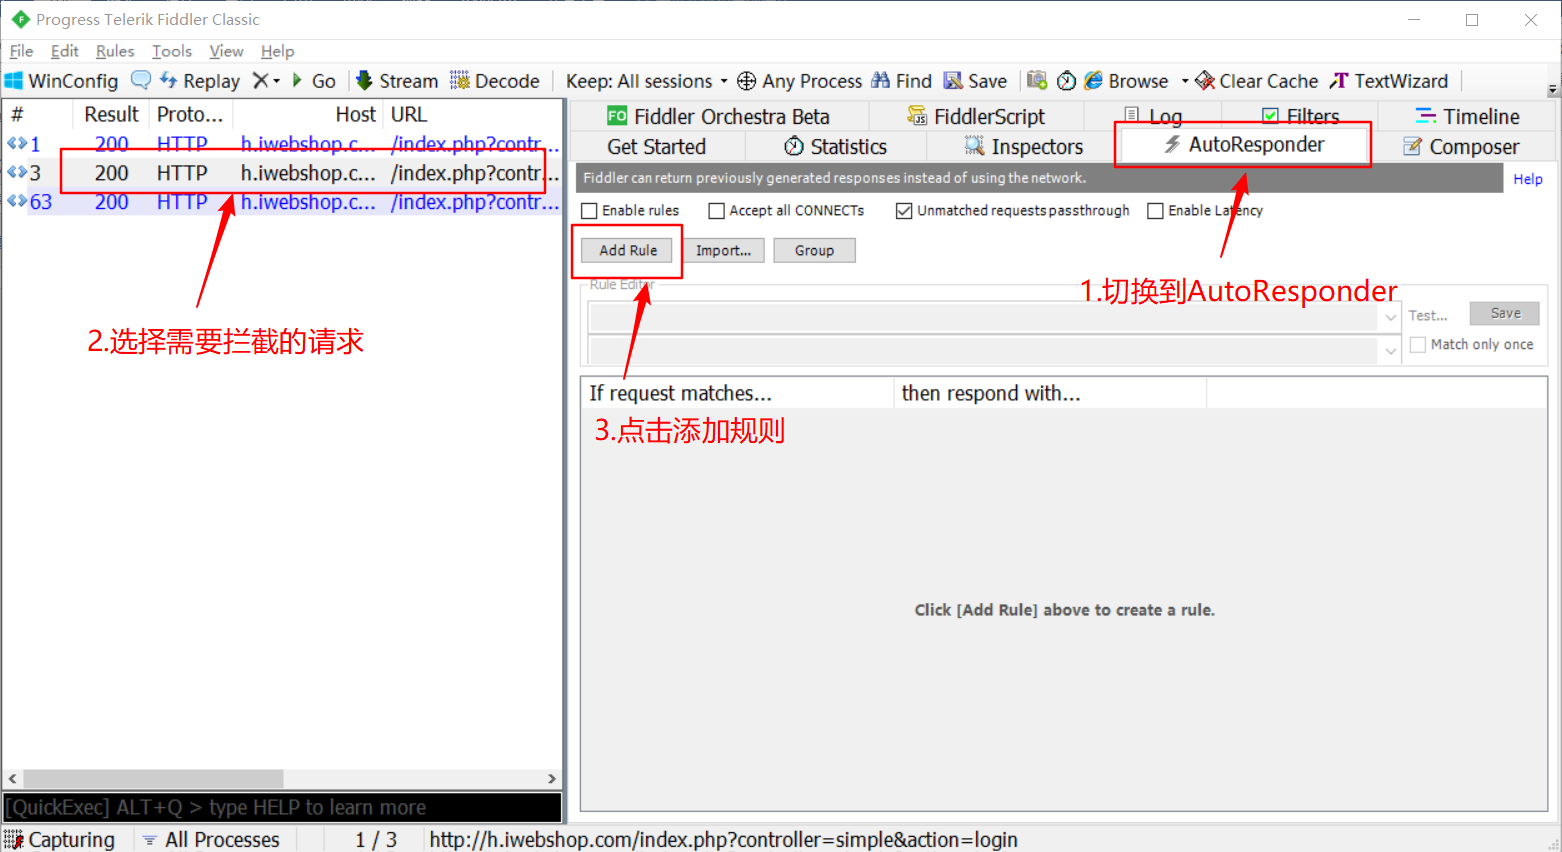 Progress Telerik Fiddler Classic
File Edit Rules Tools View Help
WinConfig Replay Go Stream Decode Keep: All sessions Any Process Find Save Browse Clear Cache TextWizard
# Result Proto... Host URL
1 200 HTTP h.iwebshop.c... /index.php?contr...
3 200 HTTP h.iwebshop.c... /index.php?contr...
63 200 HTTP h.iwebshop.c... /index.php?contr...
2.选择需要拦截的请求
[QuickExec] ALT+Q > type HELP to learn more
FO Fiddler Orchestra Beta FiddlerScript Log Filters Timeline
Get Started Statistics Inspectors AutoResponder Composer
Fiddler can return previously generated responses instead of using the network. Help
Enable rules Accept all CONNECTs Unmatched requests passthrough Enable Latency
Add Rule Import... Group
1.切换到AutoResponder
Rule Editor
Test... Save
Match only once
If request matches... then respond with...
3.点击添加规则
Click [Add Rule] above to create a rule.
Capturing All Processes 1 / 3 http://h.iwebshop.com/index.php?controller=simple&action=login